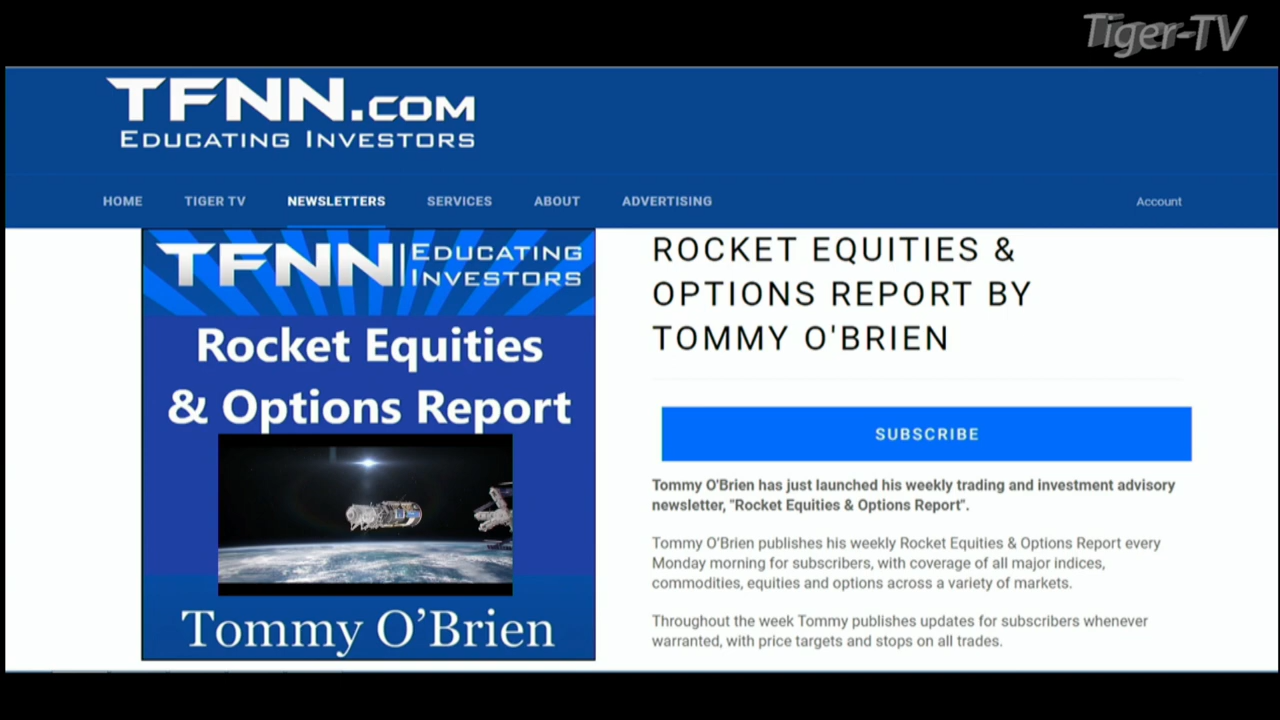 Tiger-TV
TFNN.COM
EDUCATING INVESTORS
HOME TIGER TV NEWSLETTERS SERVICES ABOUT ADVERTISING Account
TFNN | EDUCATING
INVESTORS
Rocket Equities
& Options Report
Tommy O’Brien
ROCKET EQUITIES &
OPTIONS REPORT BY
TOMMY O'BRIEN
SUBSCRIBE
Tommy O'Brien has just launched his weekly trading and investment advisory
newsletter, "Rocket Equities & Options Report".
Tommy O’Brien publishes his weekly Rocket Equities & Options Report every
Monday morning for subscribers, with coverage of all major indices,
commodities, equities and options across a variety of markets.
Throughout the week Tommy publishes updates for subscribers whenever
warranted, with price targets and stops on all trades.